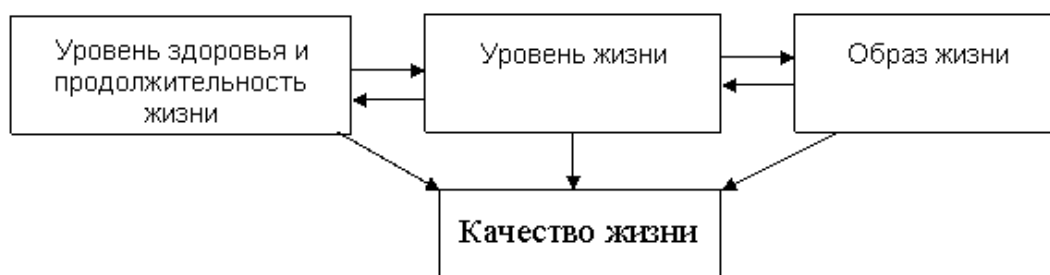 Уровень здоровья и
продолжительность
жизни
Уровень жизни
Образ жизни
Качество жизни